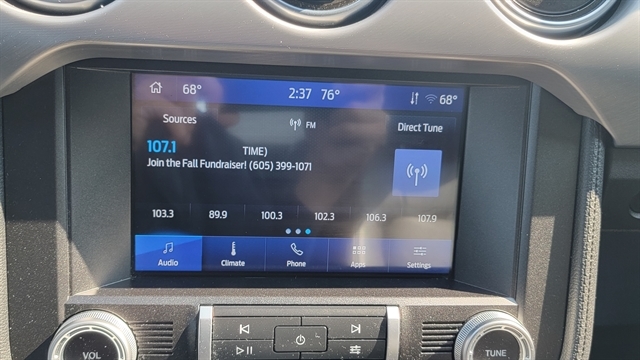 68° 2:37 76° 68°
Sources FM Direct Tune
107.1 TIME)
Join the Fall Fundraiser! (605) 399-1071
103.3 89.9 100.3 102.3 106.3 107.9
Audio Climate Phone Apps Settings
VOL TUNE